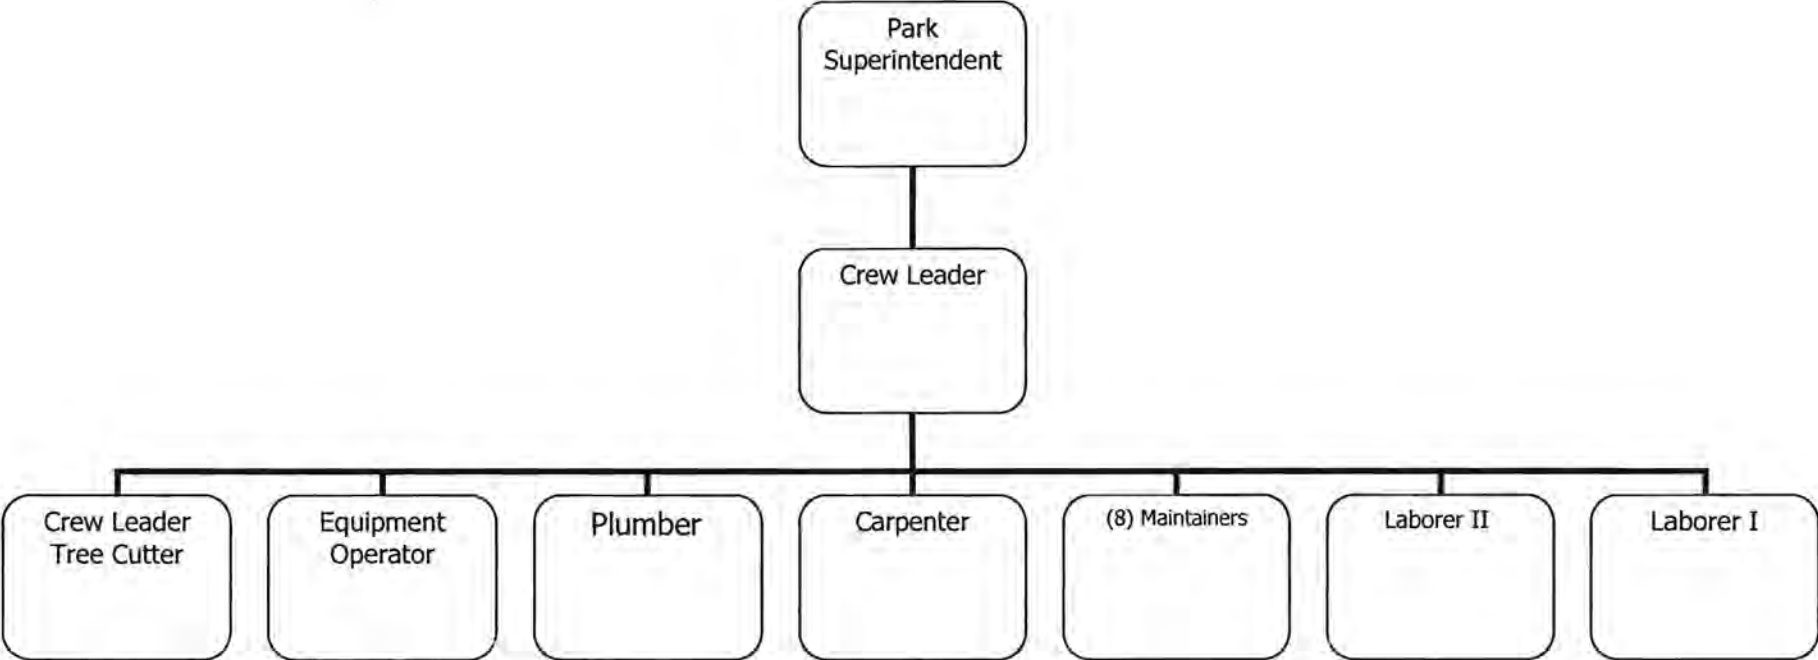 Park
Superintendent
Crew Leader
Crew Leader
Tree Cutter
Equipment
Operator
Plumber
Carpenter
(8) Maintainers
Laborer II
Laborer I